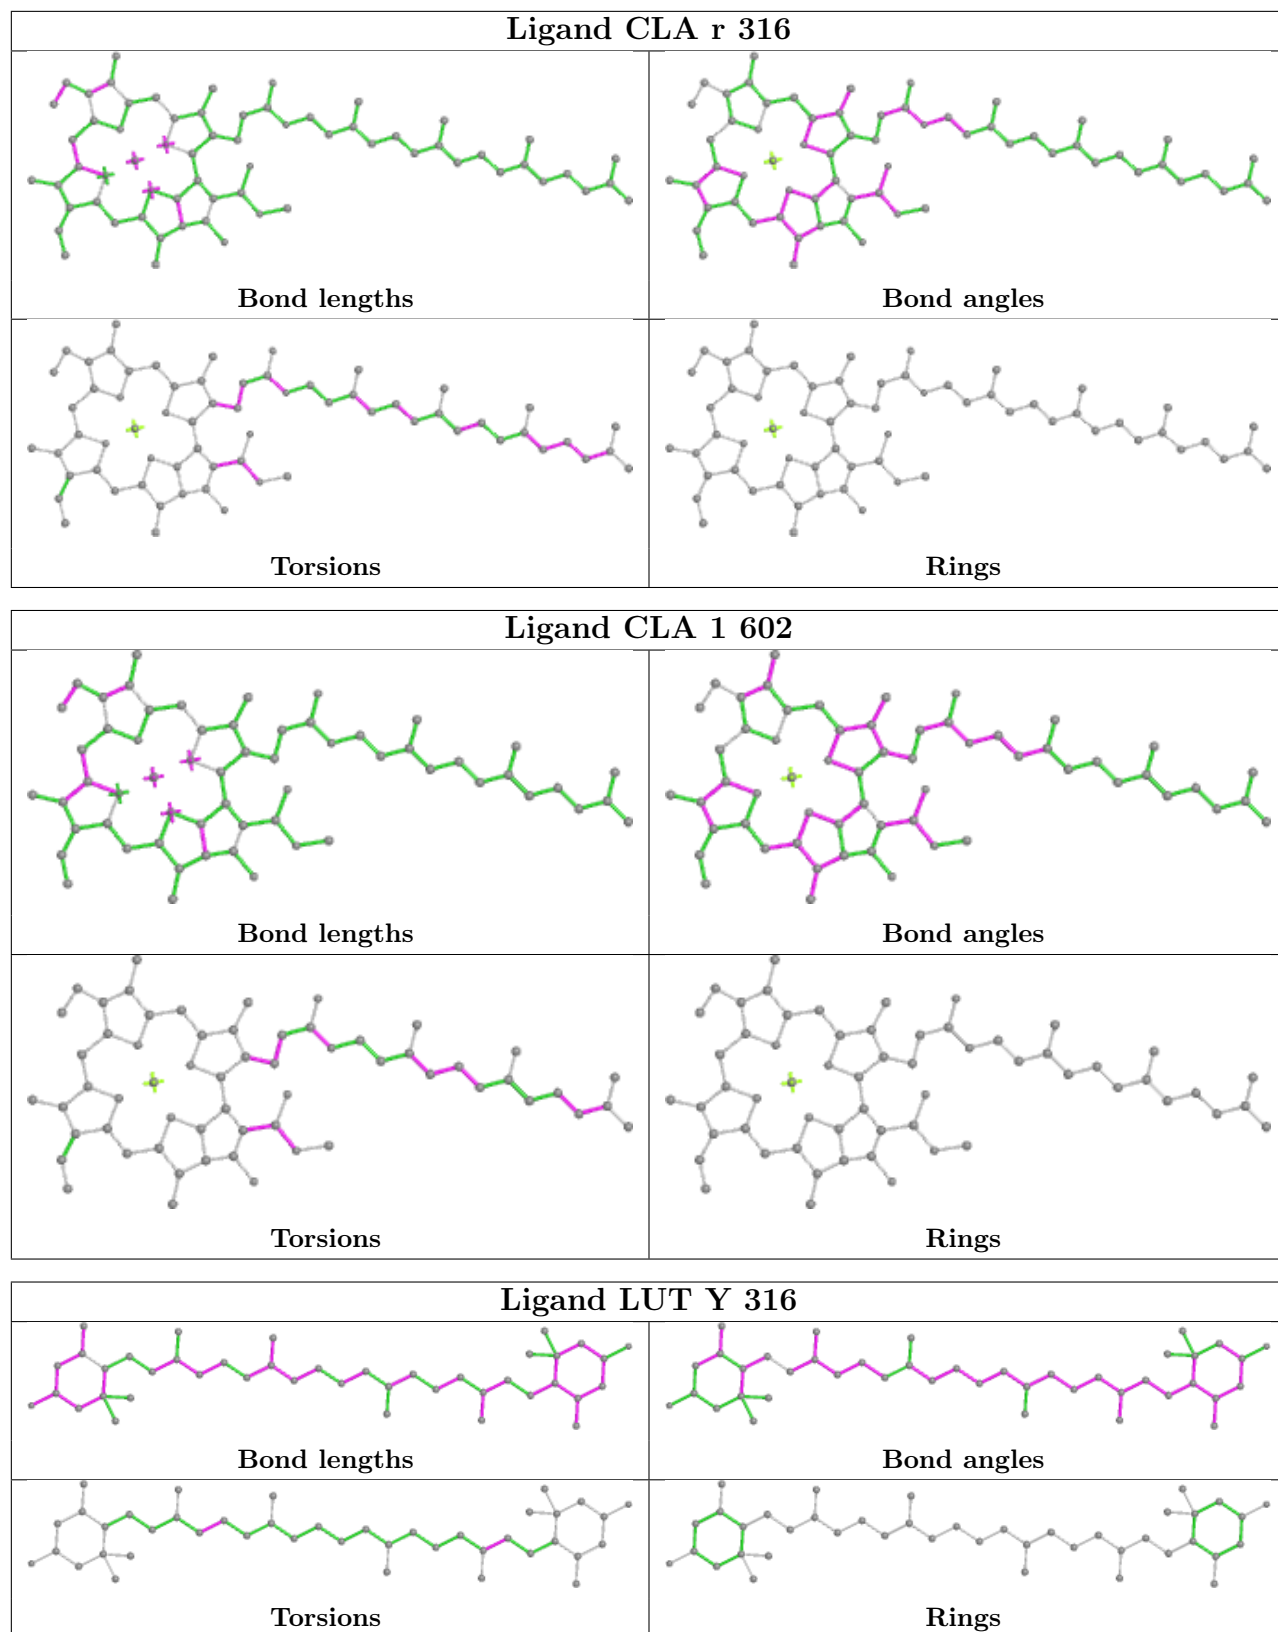 Ligand CLA r 316
Bond lengths
Bond angles
Torsions
Rings
Ligand CLA 1 602
Bond lengths
Bond angles
Torsions
Rings
Ligand LUT Y 316
Bond lengths
Bond angles
Torsions
Rings